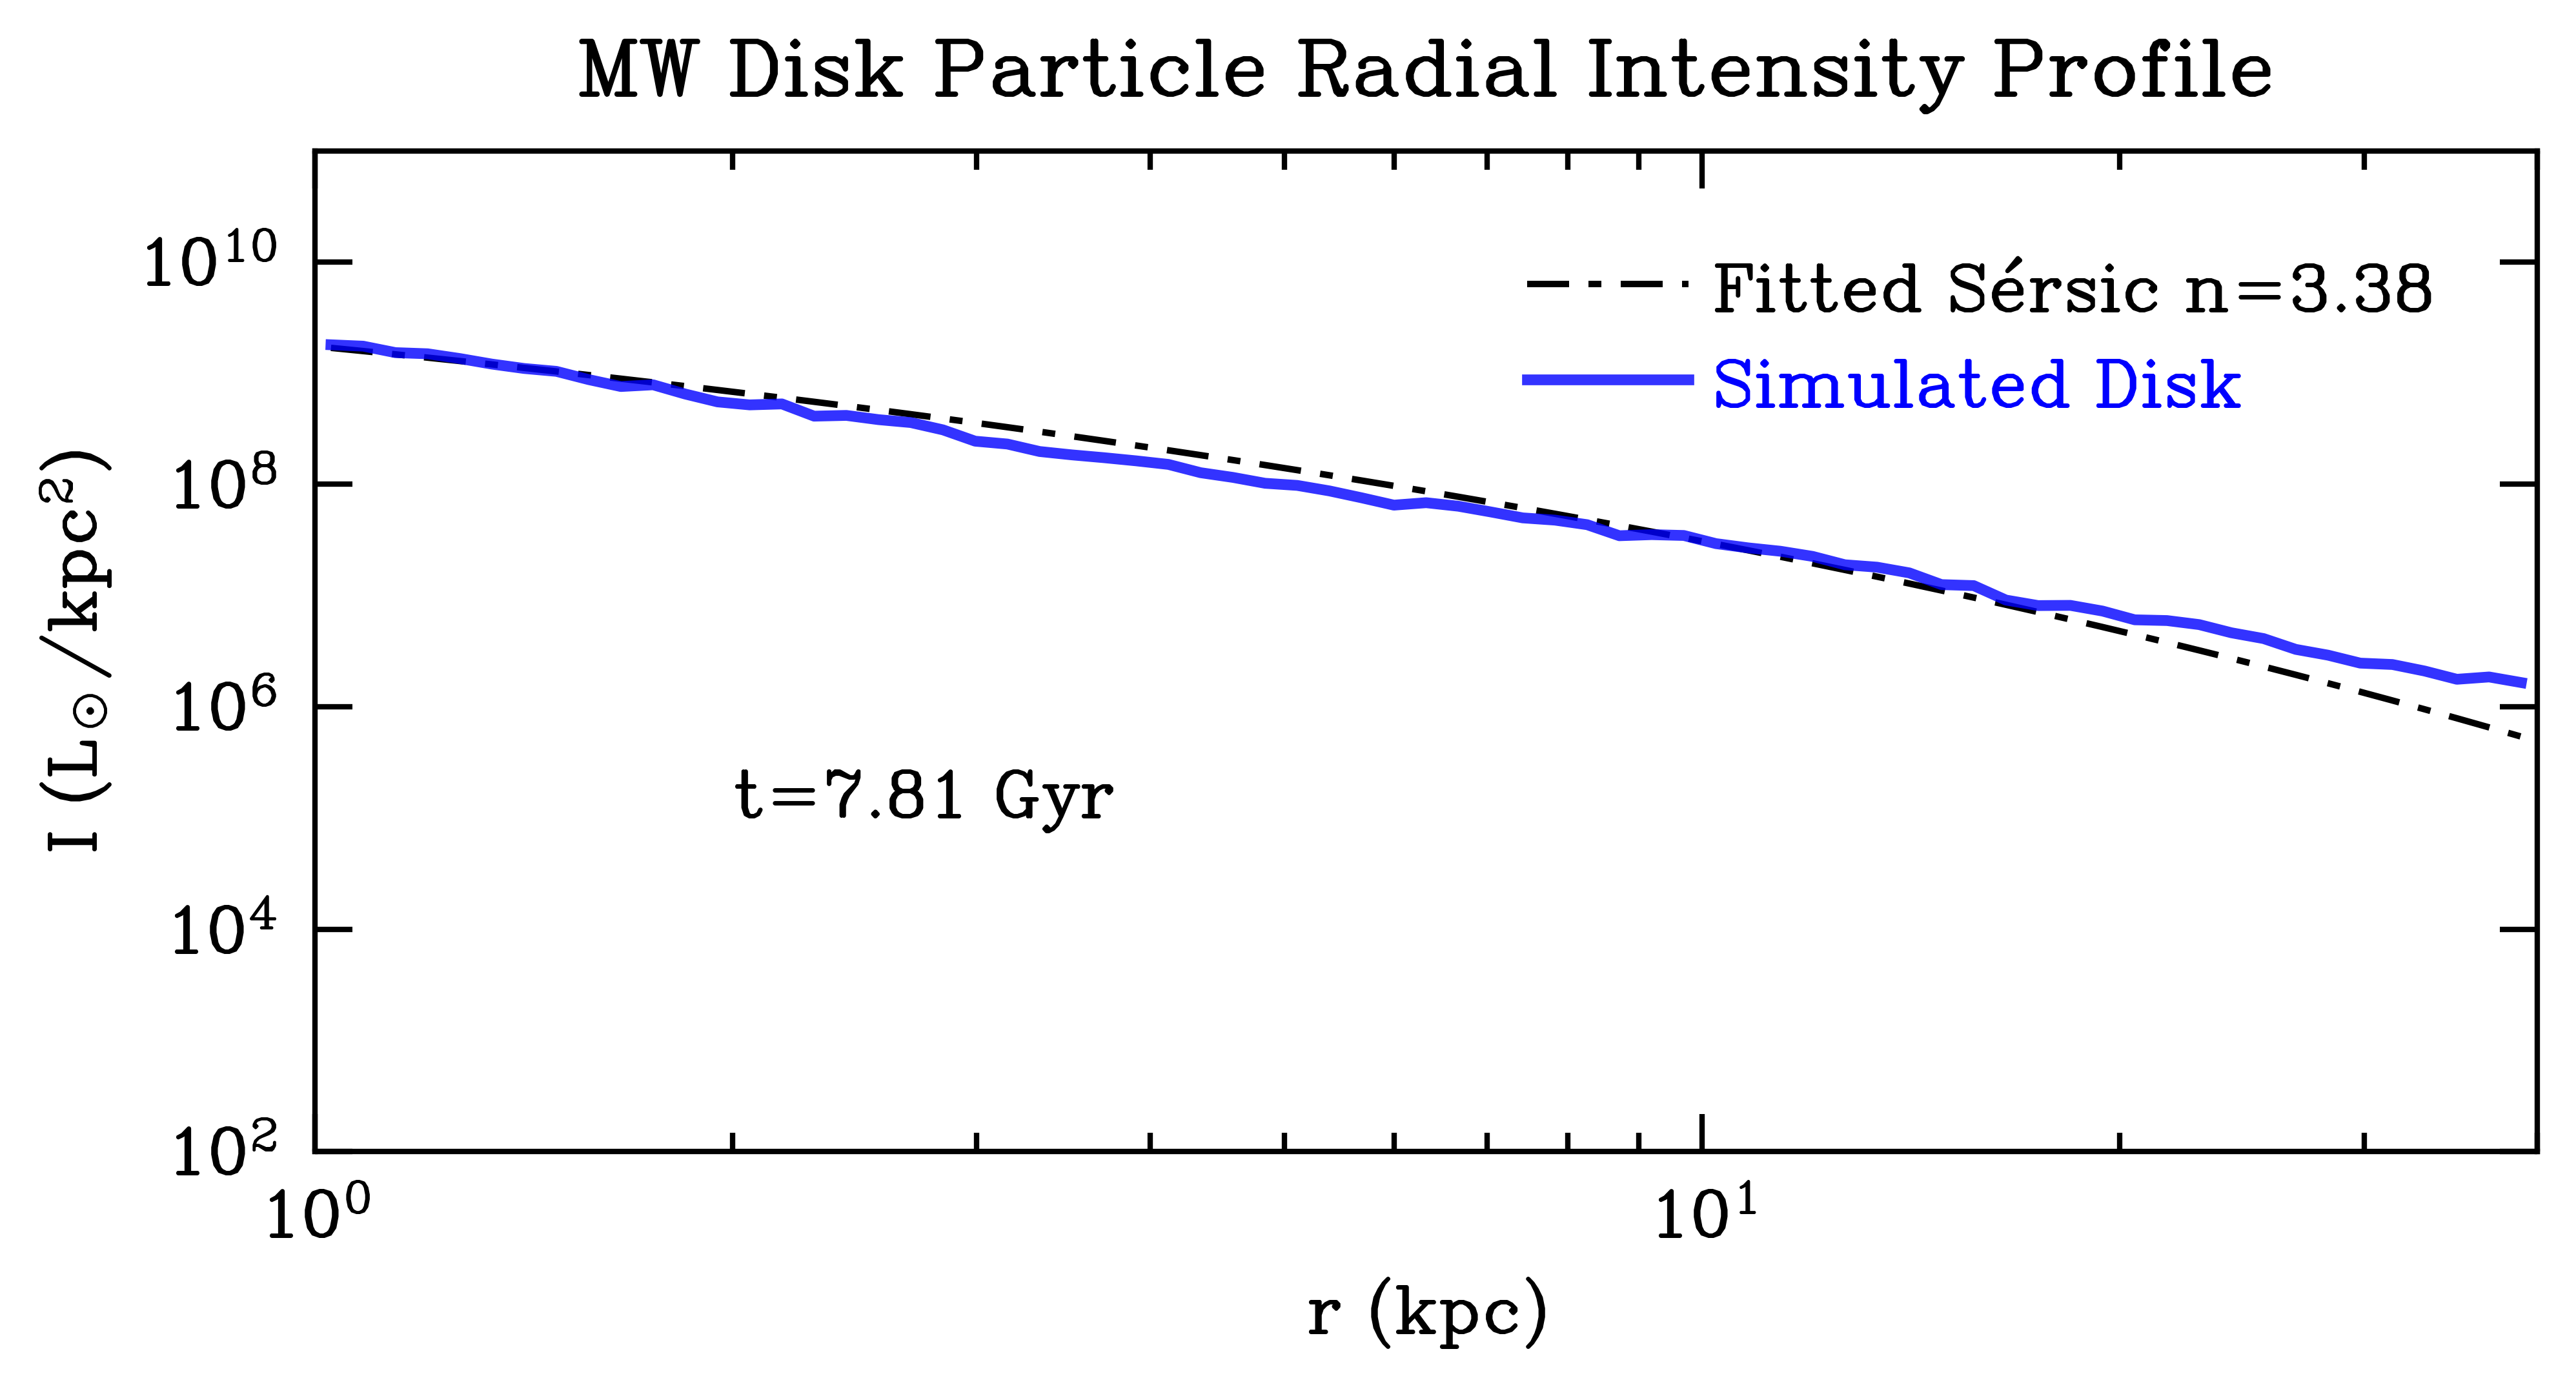 MW Disk Particle Radial Intensity Profile
I (L⊙/kpc²)
10¹⁰
10⁸
10⁶
10⁴
10²
Fitted Sérsic n=3.38
Simulated Disk
t=7.81 Gyr
10⁰ 10¹
r (kpc)